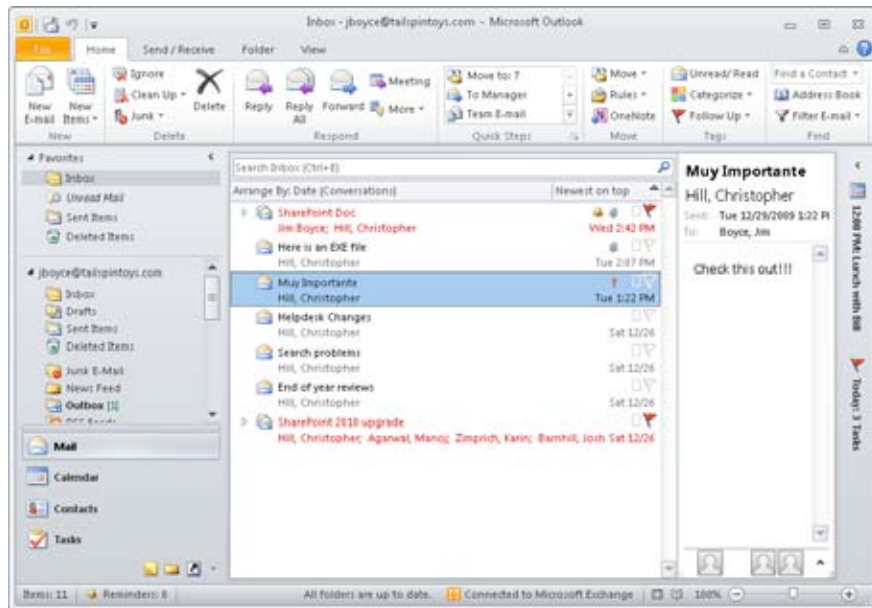 Inbox - jboyce@tailspintoys.com - Microsoft Outlook
File Home Send / Receive Folder View
New E-mail
New Items
New
Ignore
Clean Up
Junk
Delete
Delete
Reply
Reply All
Forward
Meeting
More
Respond
Move to: ?
To Manager
Team E-mail
Quick Steps
Move
Rules
OneNote
Move
Unread/ Read
Categorize
Follow Up
Tags
Find a Contact
Address Book
Filter E-mail
Find
Favorites
Inbox
Unread Mail
Sent Items
Deleted Items
jboyce@tailspintoys.com
Inbox
Drafts
Sent Items
Deleted Items
Junk E-Mail
News Feed
Outbox [1]
Mail
Calendar
Contacts
Tasks
Search Inbox (Ctrl+E)
Arrange By: Date (Conversations) Newest on top
SharePoint Doc
Jim Boyce; Hill, Christopher Wed 2:42 PM
Here is an EXE file
Hill, Christopher Tue 2:07 PM
Muy Importante
Hill, Christopher Tue 1:22 PM
Helpdesk Changes
Hill, Christopher Sat 12/26
Search problems
Hill, Christopher Sat 12/26
End of year reviews
Hill, Christopher Sat 12/26
SharePoint 2010 upgrade
Hill, Christopher; Agarwal, Manoj; Zimprich, Karin; Barnhill, Josh Sat 12/26
Muy Importante
Hill, Christopher
Sent: Tue 12/29/2009 1:22 P
To: Boyce, Jim
Check this out!!!
12:00 PM: Lunch with Bill
Today: 3 Tasks
Items: 11 Reminders: 8 All folders are up to date. Connected to Microsoft Exchange 100%